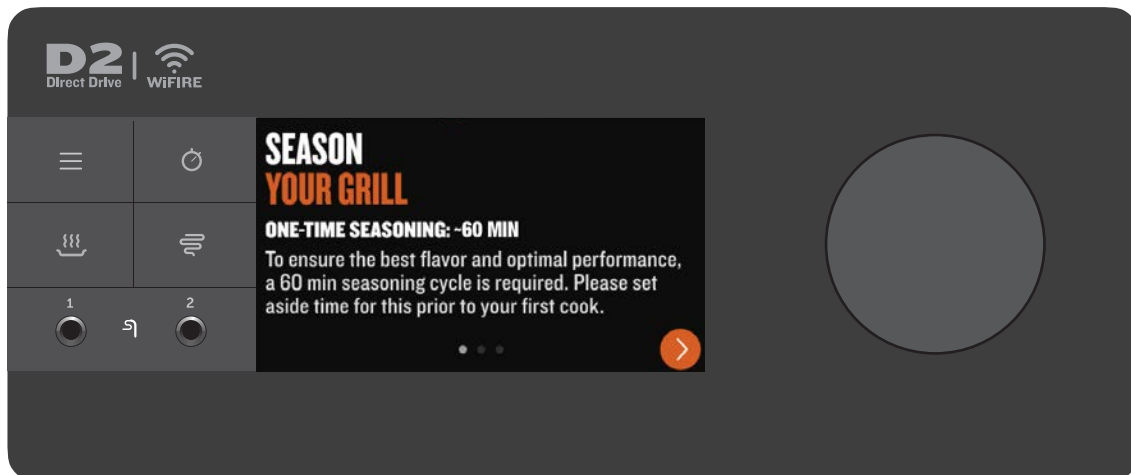 D2
Direct Drive
WiFIRE
SEASON
YOUR GRILL
ONE-TIME SEASONING: ~60 MIN
To ensure the best flavor and optimal performance,
a 60 min seasoning cycle is required. Please set
aside time for this prior to your first cook.
1
2